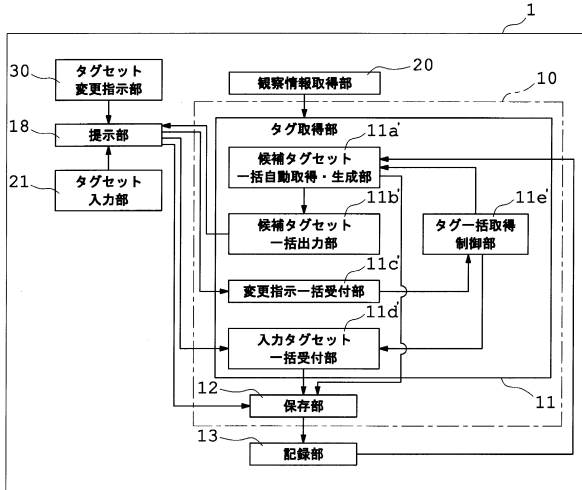 1
30
タグセット
変更指示部
20
観察情報取得部
10
18
提示部
タグ取得部
11a'
候補タグセット
一括自動取得・生成部
21
タグセット
入力部
11b'
候補タグセット
一括出力部
11e'
タグ一括取得
制御部
11c'
変更指示一括受付部
11d'
入力タグセット
一括受付部
12
保存部
11
13
記録部